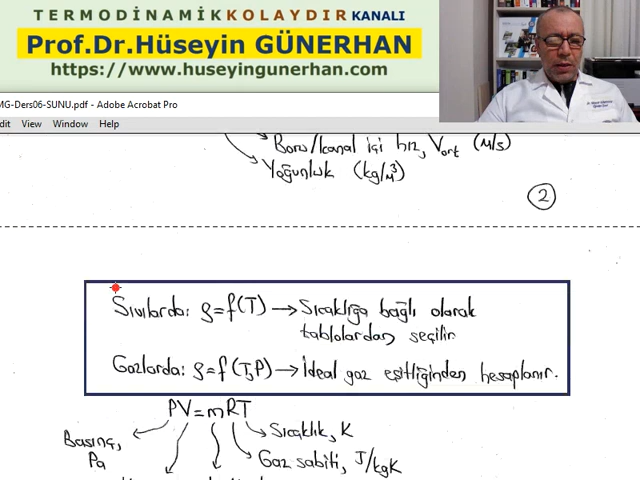 TERMODİNAMİKKOLAYDIR KANALI
Prof.Dr.Hüseyin GÜNERHAN
https://www.huseyingunerhan.com
MG-Ders06-SUNU.pdf - Adobe Acrobat Pro
dit View Window Help
Boru/kanal içi hız, Vort (m/s)
Yoğunluk (kg/m³)
2
Sıvılarda: ρ=f(T) → Sıcaklığa bağlı olarak
tablolardan seçilir
Gazlarda: ρ=f(T,P) → İdeal gaz eşitliğinden hesaplanır.
PV=mRT
Sıcaklık, K
Basınç,
Pa
Gaz sabiti, J/kgK